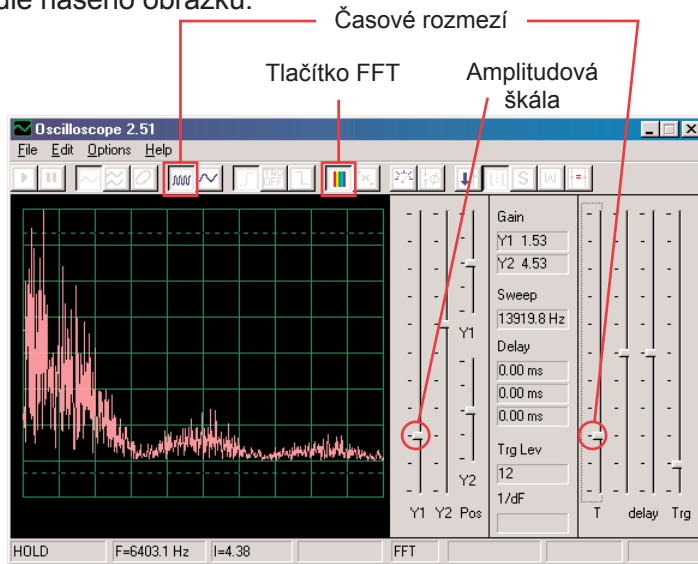 dle našeho obrázku.
Časové rozmezí
Tlačítko FFT
Amplitudová
škála
Oscilloscope 2.51
File Edit Options Help
TRG
OFF
S
W
Gain
Y1 1.53
Y2 4.53
Sweep
13919.8 Hz
Delay
0.00 ms
0.00 ms
0.00 ms
Trg Lev
12
1/dF
Y1
Y2
Y1 Y2 Pos
T delay Trg
HOLD F=6403.1 Hz I=4.38 FFT